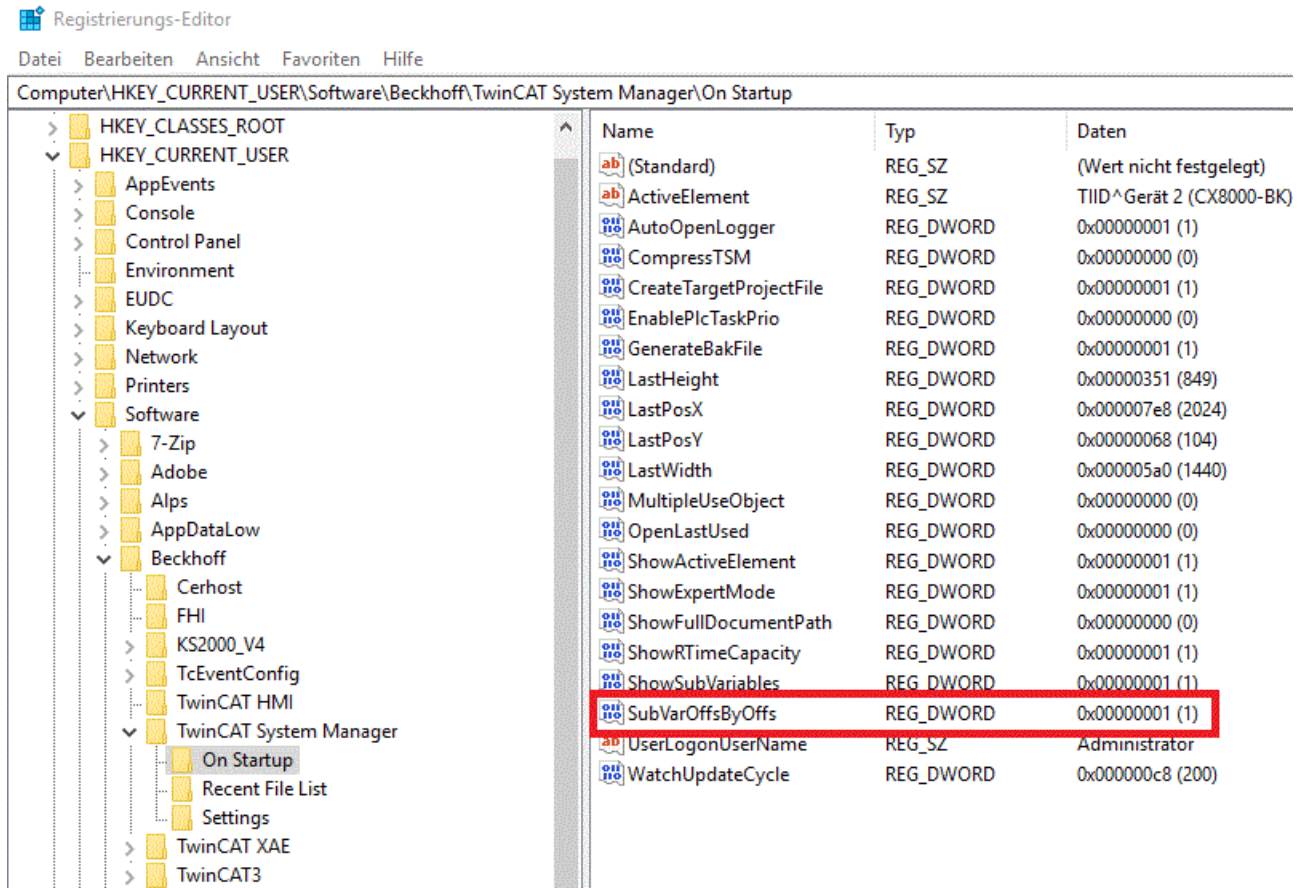 Registrierungs-Editor
Datei Bearbeiten Ansicht Favoriten Hilfe
Computer\HKEY_CURRENT_USER\Software\Beckhoff\TwinCAT System Manager\On Startup
HKEY_CLASSES_ROOT
HKEY_CURRENT_USER
AppEvents
Console
Control Panel
Environment
EUDC
Keyboard Layout
Network
Printers
Software
7-Zip
Adobe
Alps
AppDataLow
Beckhoff
Cerhost
FHI
KS2000_V4
TcEventConfig
TwinCAT HMI
TwinCAT System Manager
On Startup
Recent File List
Settings
TwinCAT XAE
TwinCAT3
Name Typ Daten
(Standard) REG_SZ (Wert nicht festgelegt)
ActiveElement REG_SZ TIID^Gerät 2 (CX8000-BK)
AutoOpenLogger REG_DWORD 0x00000001 (1)
CompressTSM REG_DWORD 0x00000000 (0)
CreateTargetProjectFile REG_DWORD 0x00000001 (1)
EnablePlcTaskPrio REG_DWORD 0x00000000 (0)
GenerateBakFile REG_DWORD 0x00000001 (1)
LastHeight REG_DWORD 0x00000351 (849)
LastPosX REG_DWORD 0x000007e8 (2024)
LastPosY REG_DWORD 0x00000068 (104)
LastWidth REG_DWORD 0x000005a0 (1440)
MultipleUseObject REG_DWORD 0x00000000 (0)
OpenLastUsed REG_DWORD 0x00000000 (0)
ShowActiveElement REG_DWORD 0x00000001 (1)
ShowExpertMode REG_DWORD 0x00000001 (1)
ShowFullDocumentPath REG_DWORD 0x00000000 (0)
ShowRTimeCapacity REG_DWORD 0x00000001 (1)
ShowSubVariables REG_DWORD 0x00000001 (1)
SubVarOffsByOffs REG_DWORD 0x00000001 (1)
UserLogonUserName REG_SZ Administrator
WatchUpdateCycle REG_DWORD 0x000000c8 (200)